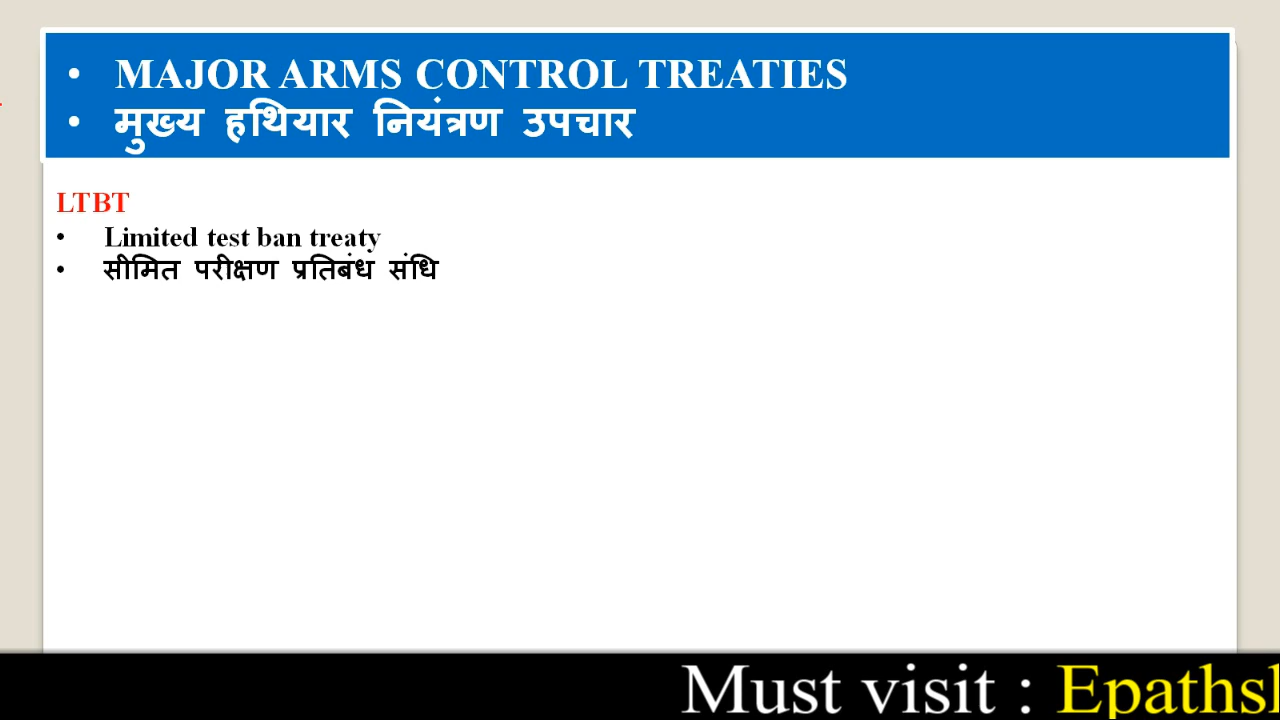 • MAJOR ARMS CONTROL TREATIES
• मुख्य हथियार नियंत्रण उपचार
LTBT
• Limited test ban treaty
• सीमित परीक्षण प्रतिबंध संधि
Must visit :